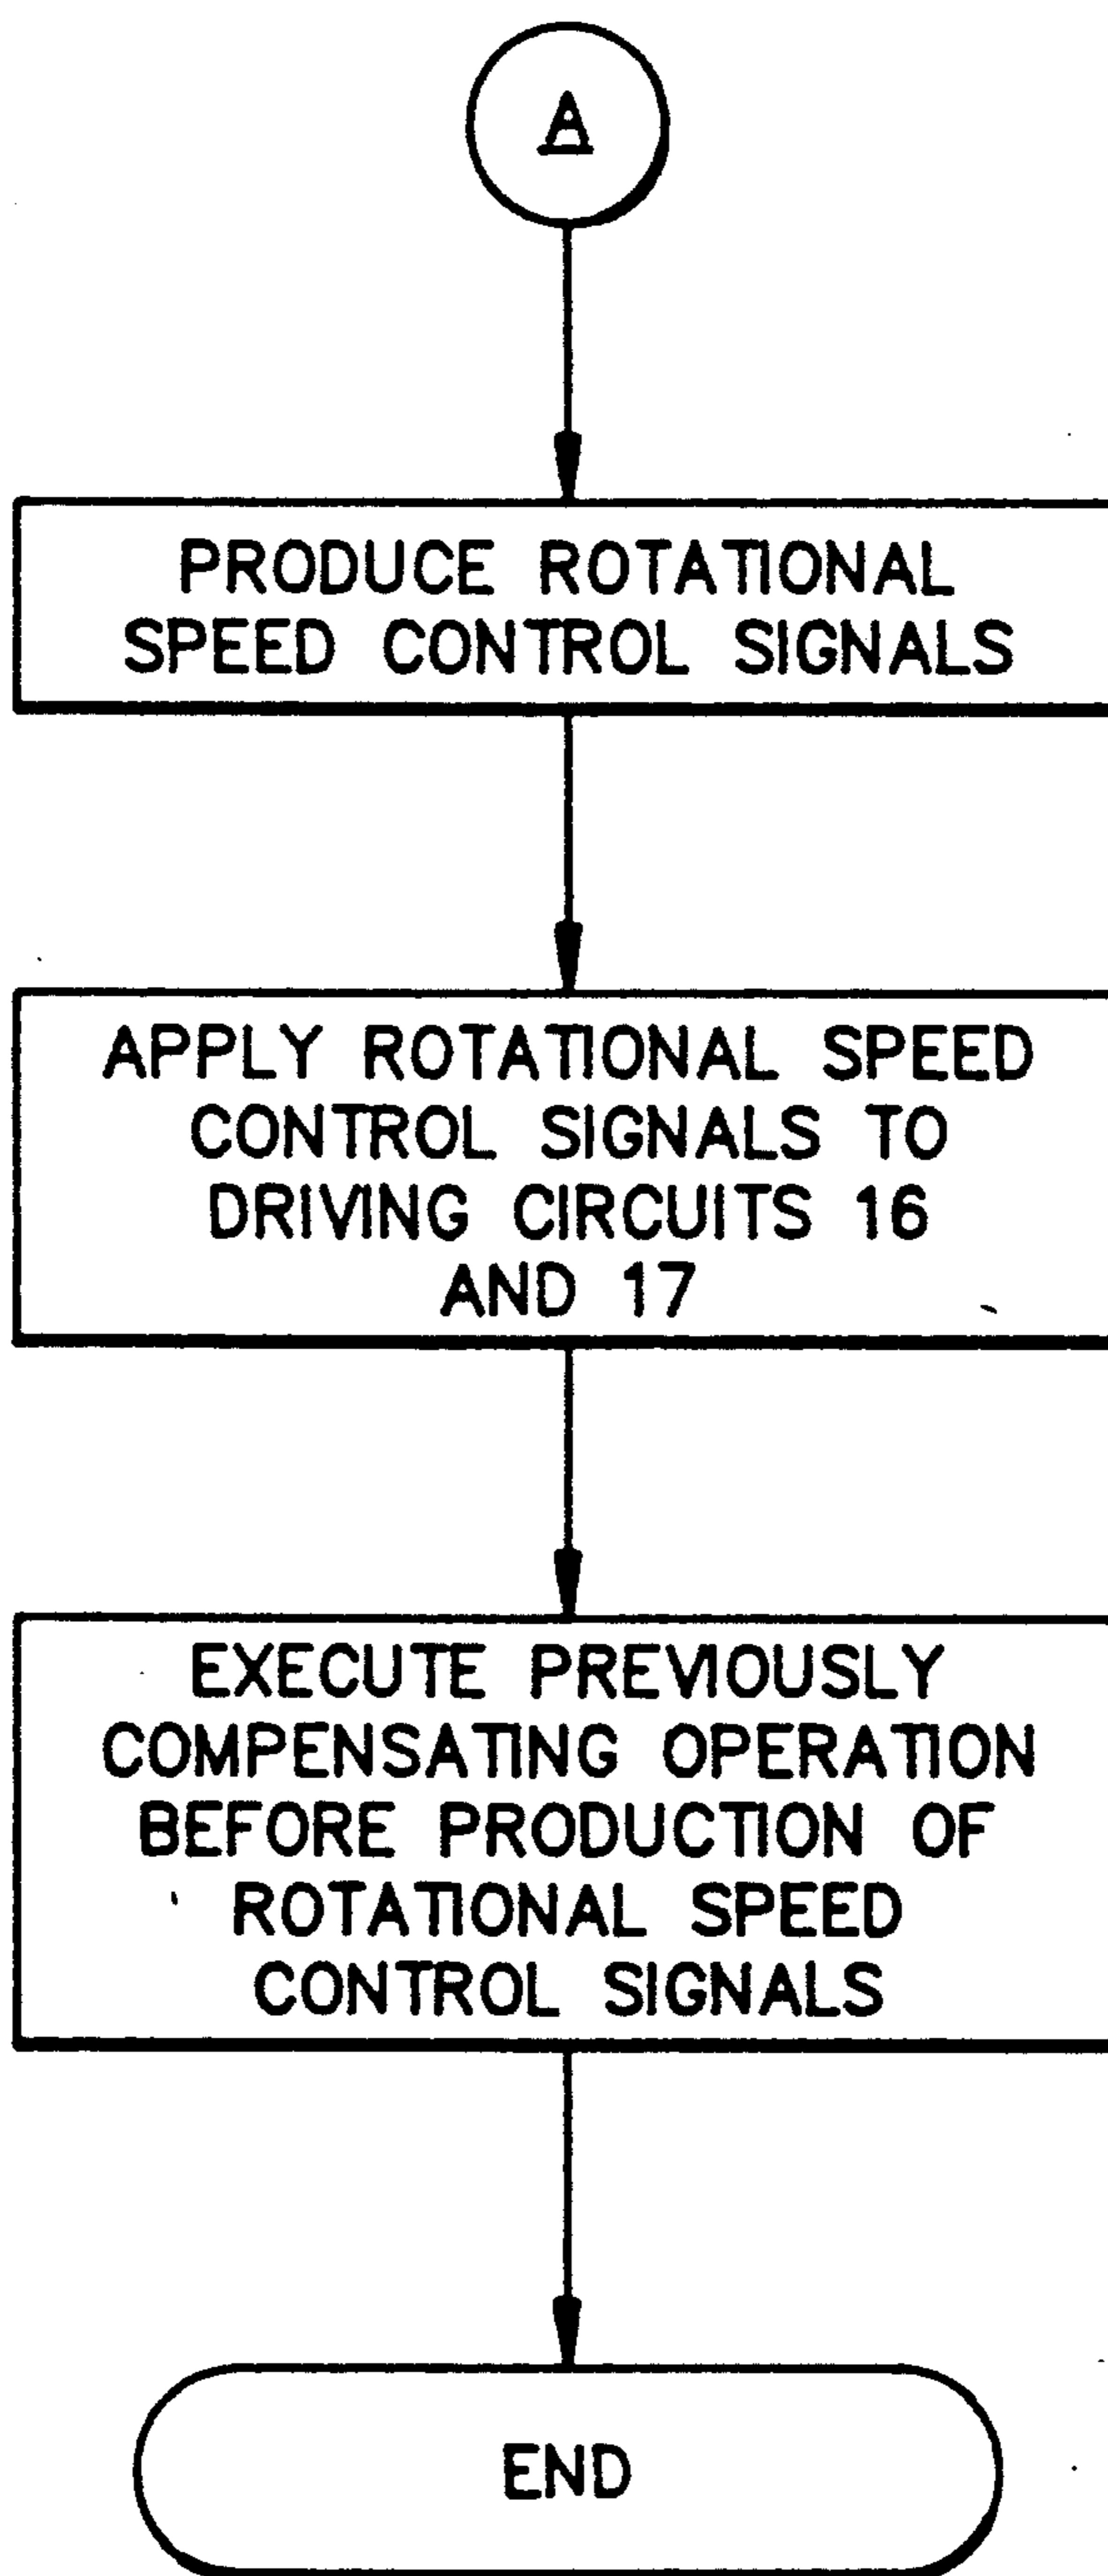 A
PRODUCE ROTATIONAL
SPEED CONTROL SIGNALS
APPLY ROTATIONAL SPEED
CONTROL SIGNALS TO
DRIVING CIRCUITS 16
AND 17
EXECUTE PREVIOUSLY
COMPENSATING OPERATION
BEFORE PRODUCTION OF
ROTATIONAL SPEED
CONTROL SIGNALS
END